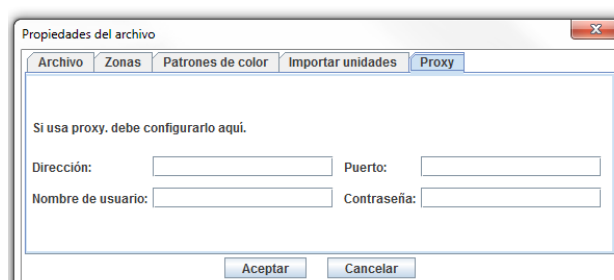 Propiedades del archivo
Archivo Zonas Patrones de color Importar unidades Proxy
Si usa proxy. debe configurarlo aquí.
Dirección: Puerto:
Nombre de usuario: Contraseña:
Aceptar Cancelar